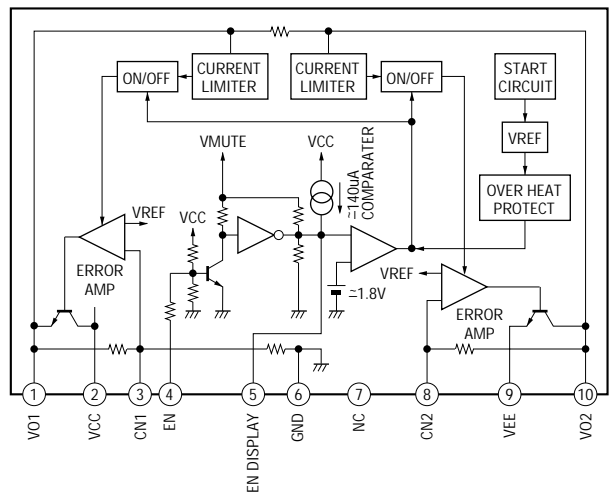 ON/OFF
CURRENT
LIMITER
CURRENT
LIMITER
ON/OFF
START
CIRCUIT
VREF
OVER HEAT
PROTECT
VMUTE
VCC
≃140uA
COMPARATER
VREF
VCC
ERROR
AMP
≃1.8V
VREF
ERROR
AMP
1
2
3
4
5
6
7
8
9
10
VO1
VCC
CN1
EN
EN DISPLAY
GND
NC
CN2
VEE
VO2